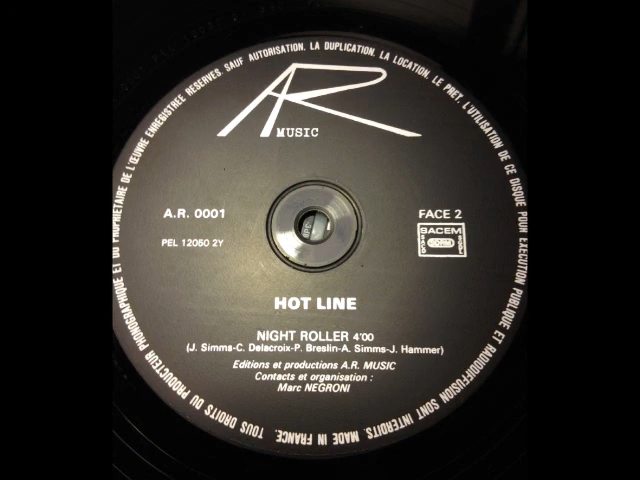 TOUS DROITS DU PRODUCTEUR PHONOGRAPHIQUE ET DU PROPRIETAIRE DE L'ŒUVRE ENREGISTREE RESERVES. SAUF AUTORISATION. LA DUPLICATION. LA LOCATION. LE PRET. L'UTILISATION DE CE DISQUE POUR EXECUTION PUBLIQUE ET RADIODIFFUSION SONT INTERDITS. MADE IN FRANCE.
AR
MUSIC
A.R. 0001
FACE 2
PEL 12050 2Y
SACEM
SDRM
HOT LINE
NIGHT ROLLER 4'00
(J. Simms-C. Delacroix-P. Breslin-A. Simms-J. Hammer)
Editions et productions A.R. MUSIC
Contacts et organisation :
Marc NEGRONI